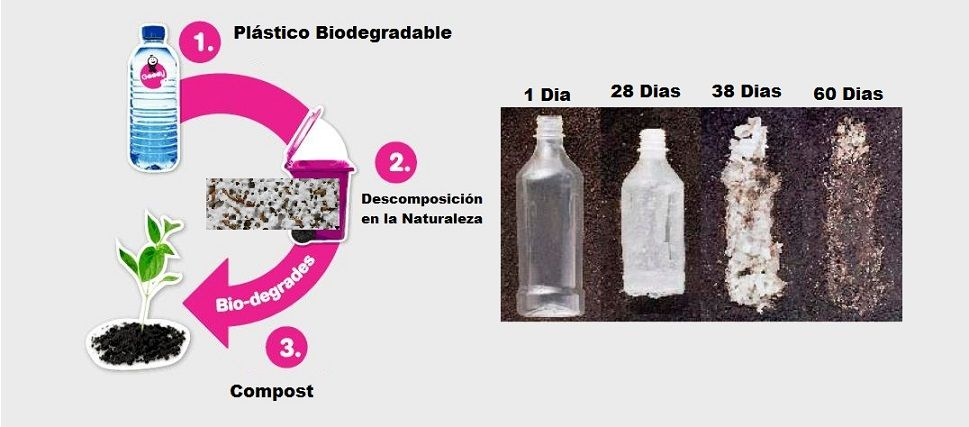 1.
Plástico Biodegradable
2.
Descomposición
en la Naturaleza
Bio-degrades
3.
Compost
1 Dia
28 Dias
38 Dias
60 Dias